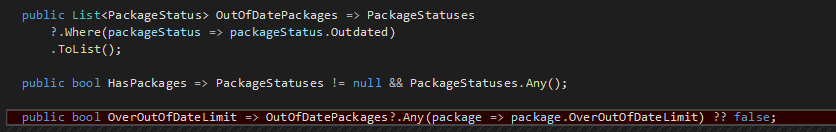 public List<PackageStatus> OutOfDatePackages => PackageStatuses
?.Where(packageStatus => packageStatus.Outdated)
.ToList();
public bool HasPackages => PackageStatuses != null && PackageStatuses.Any();
public bool OverOutOfDateLimit => OutOfDatePackages?.Any(package => package.OverOutOfDateLimit) ?? false;